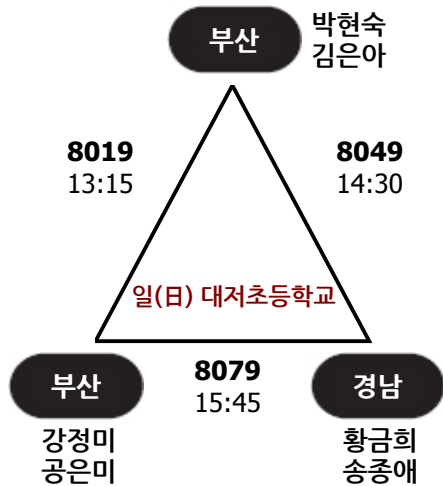 부산
박현숙
김은아
8019
13:15
8049
14:30
일(日) 대저초등학교
부산
8079
15:45
경남
강정미
공은미
황금희
송종애